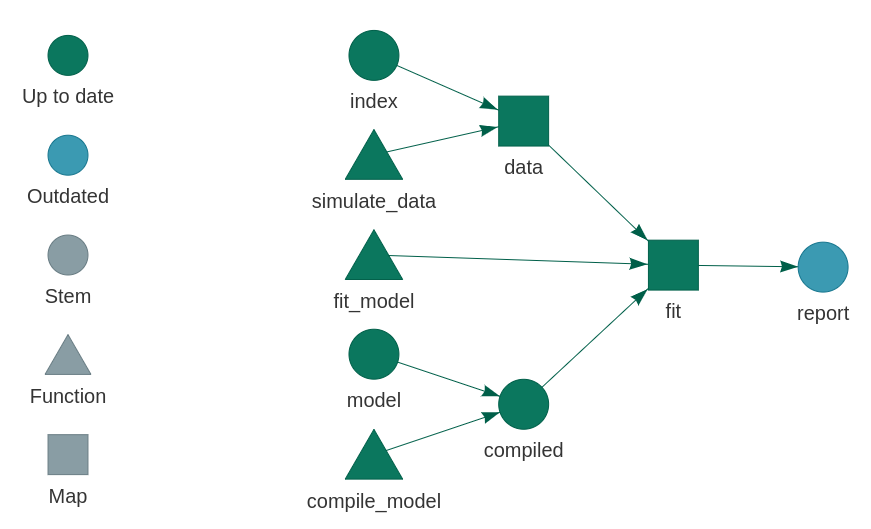 Up to date
Outdated
Stem
Function
Map
index
simulate_data
fit_model
model
compile_model
data
compiled
fit
report